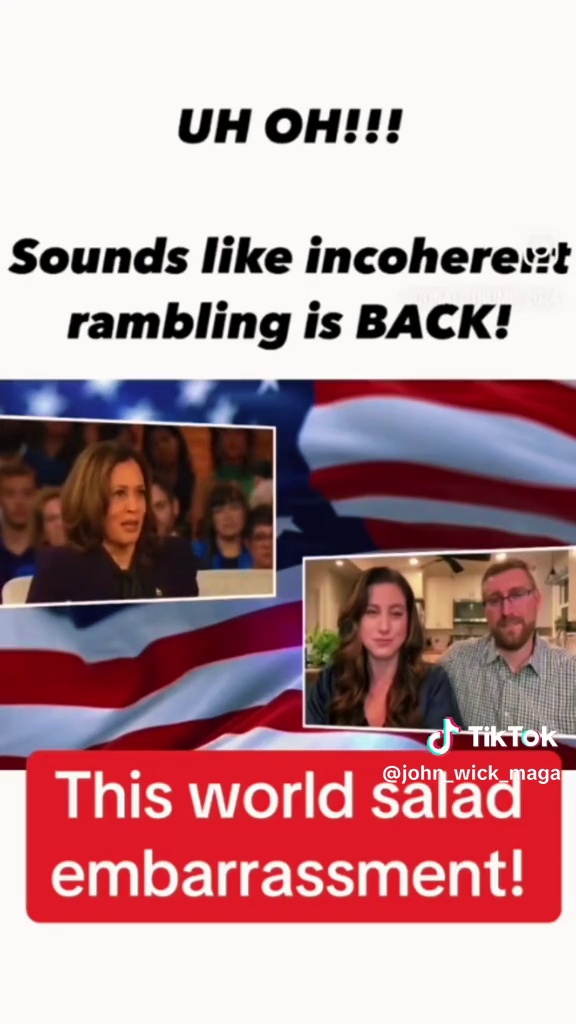 UH OH!!!
Sounds like incoherent
rambling is BACK!
TikTok
@john_wick_maga
This world salad
embarrassment!